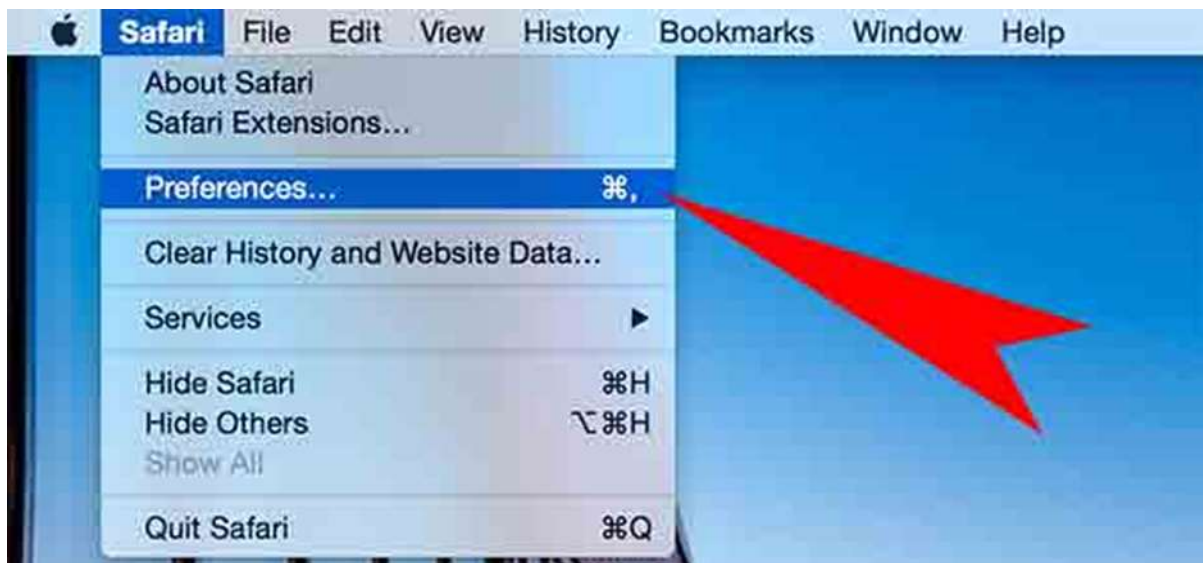 Safari File Edit View History Bookmarks Window Help
About Safari
Safari Extensions...
Preferences... ⌘,
Clear History and Website Data...
Services ▶
Hide Safari ⌘H
Hide Others ⌥⌘H
Show All
Quit Safari ⌘Q